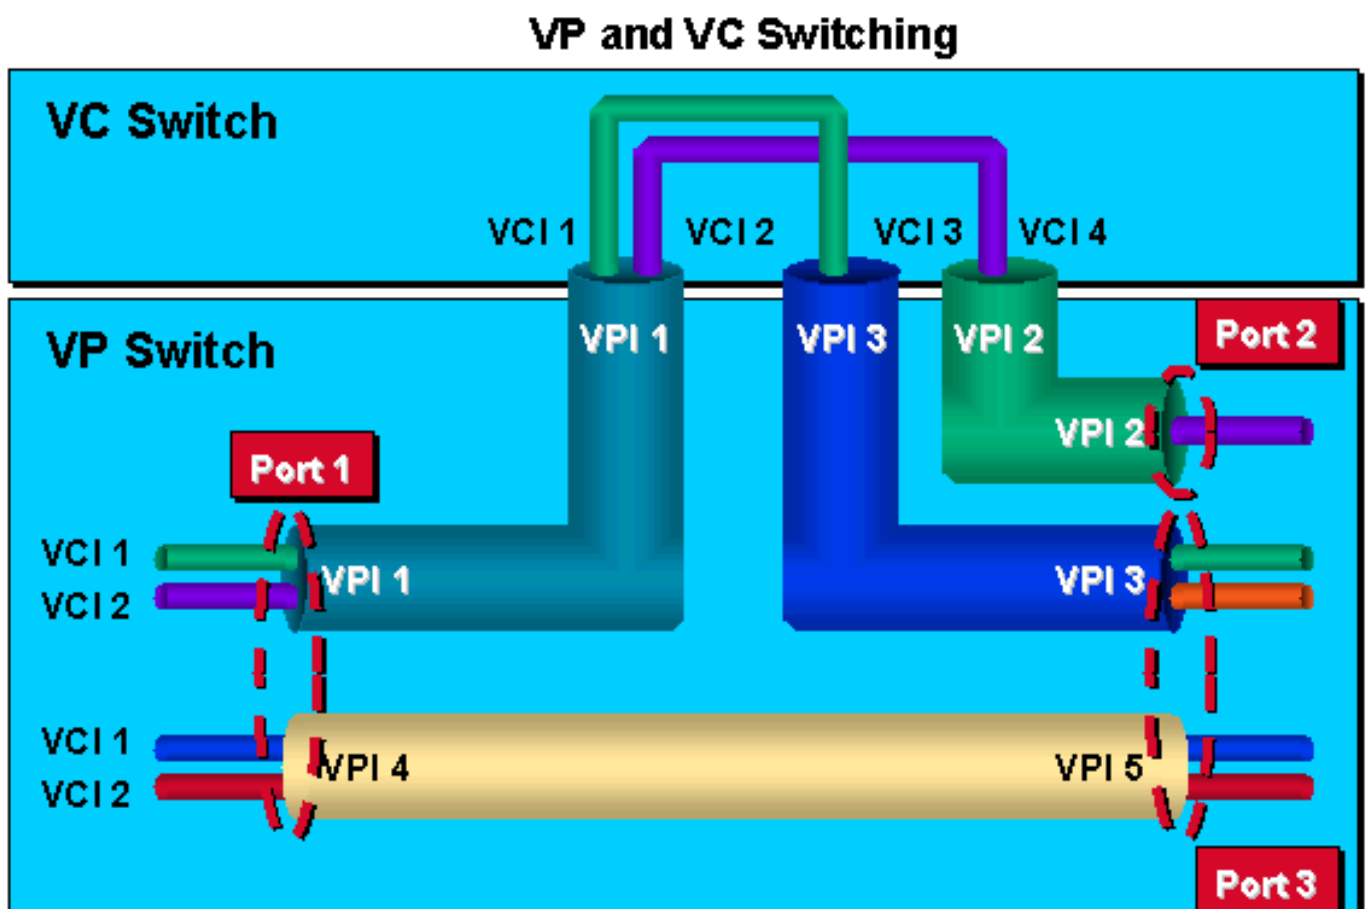 VP and VC Switching
VC Switch
VCI 1
VCI 2
VCI 3
VCI 4
VP Switch
VPI 1
VPI 3
VPI 2
Port 2
VPI 2
Port 1
VCI 1
VCI 2
VPI 1
VPI 3
VCI 1
VCI 2
VPI 4
VPI 5
Port 3